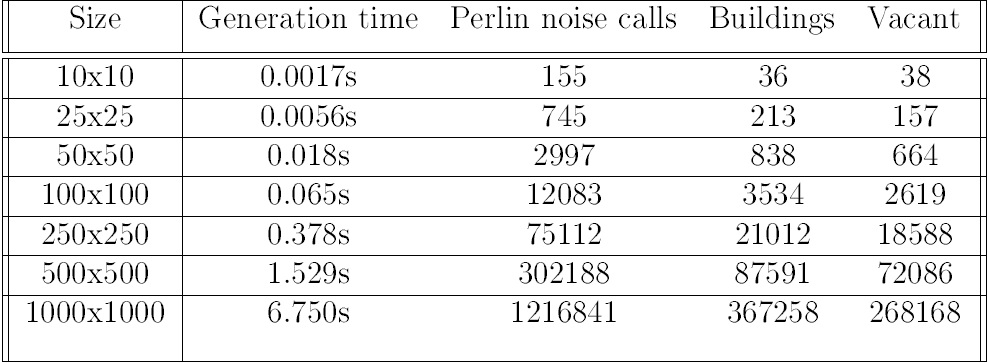 Size Generation time Perlin noise calls Buildings Vacant
10x10 0.0017s 155 36 38
25x25 0.0056s 745 213 157
50x50 0.018s 2997 838 664
100x100 0.065s 12083 3534 2619
250x250 0.378s 75112 21012 18588
500x500 1.529s 302188 87591 72086
1000x1000 6.750s 1216841 367258 268168